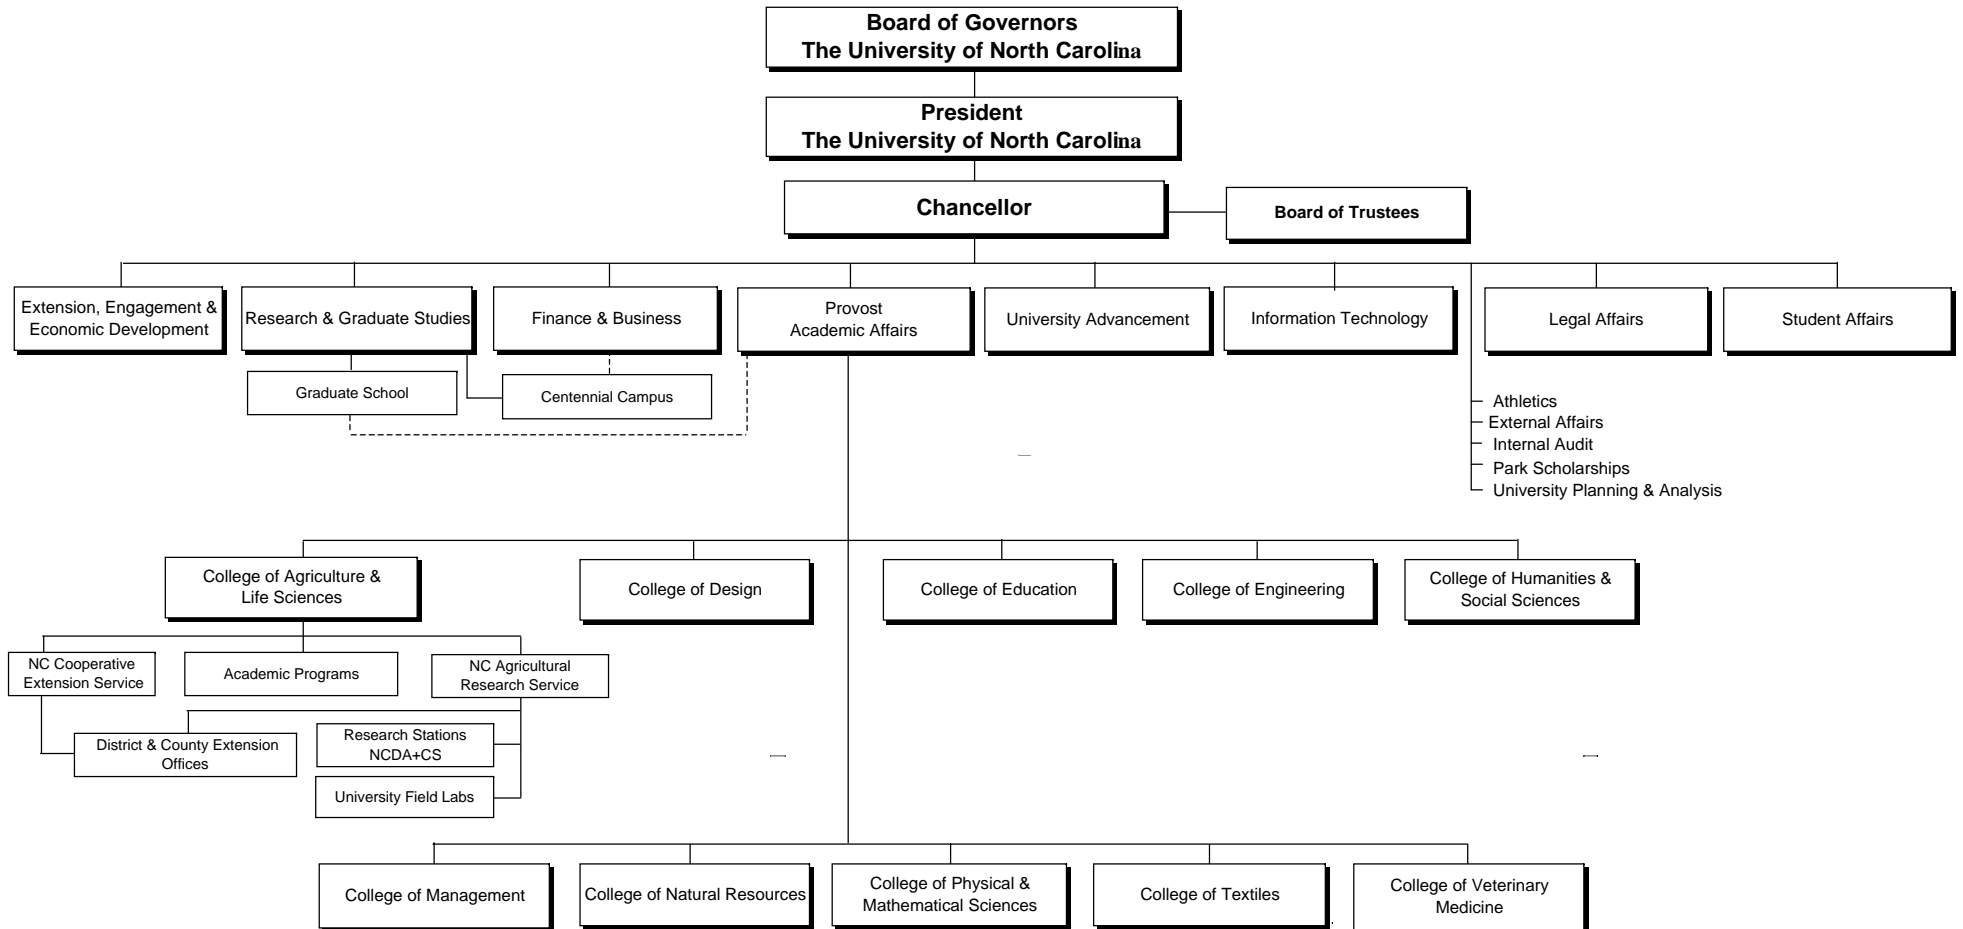 Board of Governors
The University of North Carolina
President
The University of North Carolina
Chancellor
Board of Trustees
Extension, Engagement &
Economic Development
Research & Graduate Studies
Finance & Business
Provost
Academic Affairs
University Advancement
Information Technology
Legal Affairs
Student Affairs
Graduate School
Centennial Campus
Athletics
External Affairs
Internal Audit
Park Scholarships
University Planning & Analysis
College of Agriculture &
Life Sciences
College of Design
College of Education
College of Engineering
College of Humanities &
Social Sciences
NC Cooperative
Extension Service
Academic Programs
NC Agricultural
Research Service
District & County Extension
Offices
Research Stations
NCDA+CS
University Field Labs
College of Management
College of Natural Resources
College of Physical &
Mathematical Sciences
College of Textiles
College of Veterinary
Medicine